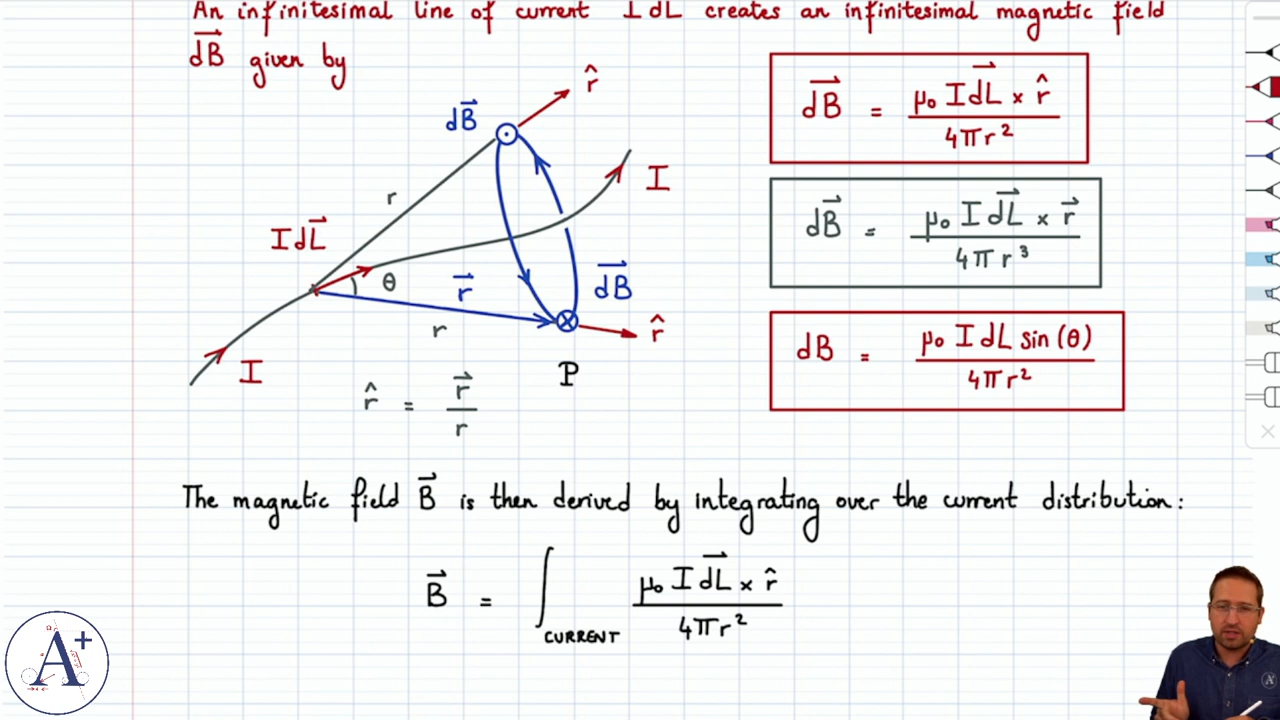 An infinitesimal line of current I dL creates an infinitesimal magnetic field
dB⃗ given by
r̂
dB⃗
dB⃗ = μ₀ I dL⃗ × r̂ / 4πr²
r
I
dB⃗ = μ₀ I dL⃗ × r⃗ / 4πr³
I dL⃗
θ
r⃗
dB⃗
r
r̂
dB = μ₀ I dL sin(θ) / 4πr²
I
P
r̂ = r⃗ / r
The magnetic field B⃗ is then derived by integrating over the current distribution:
B⃗ = ∫CURRENT μ₀ I dL⃗ × r̂ / 4πr²
A⁺
A⁺